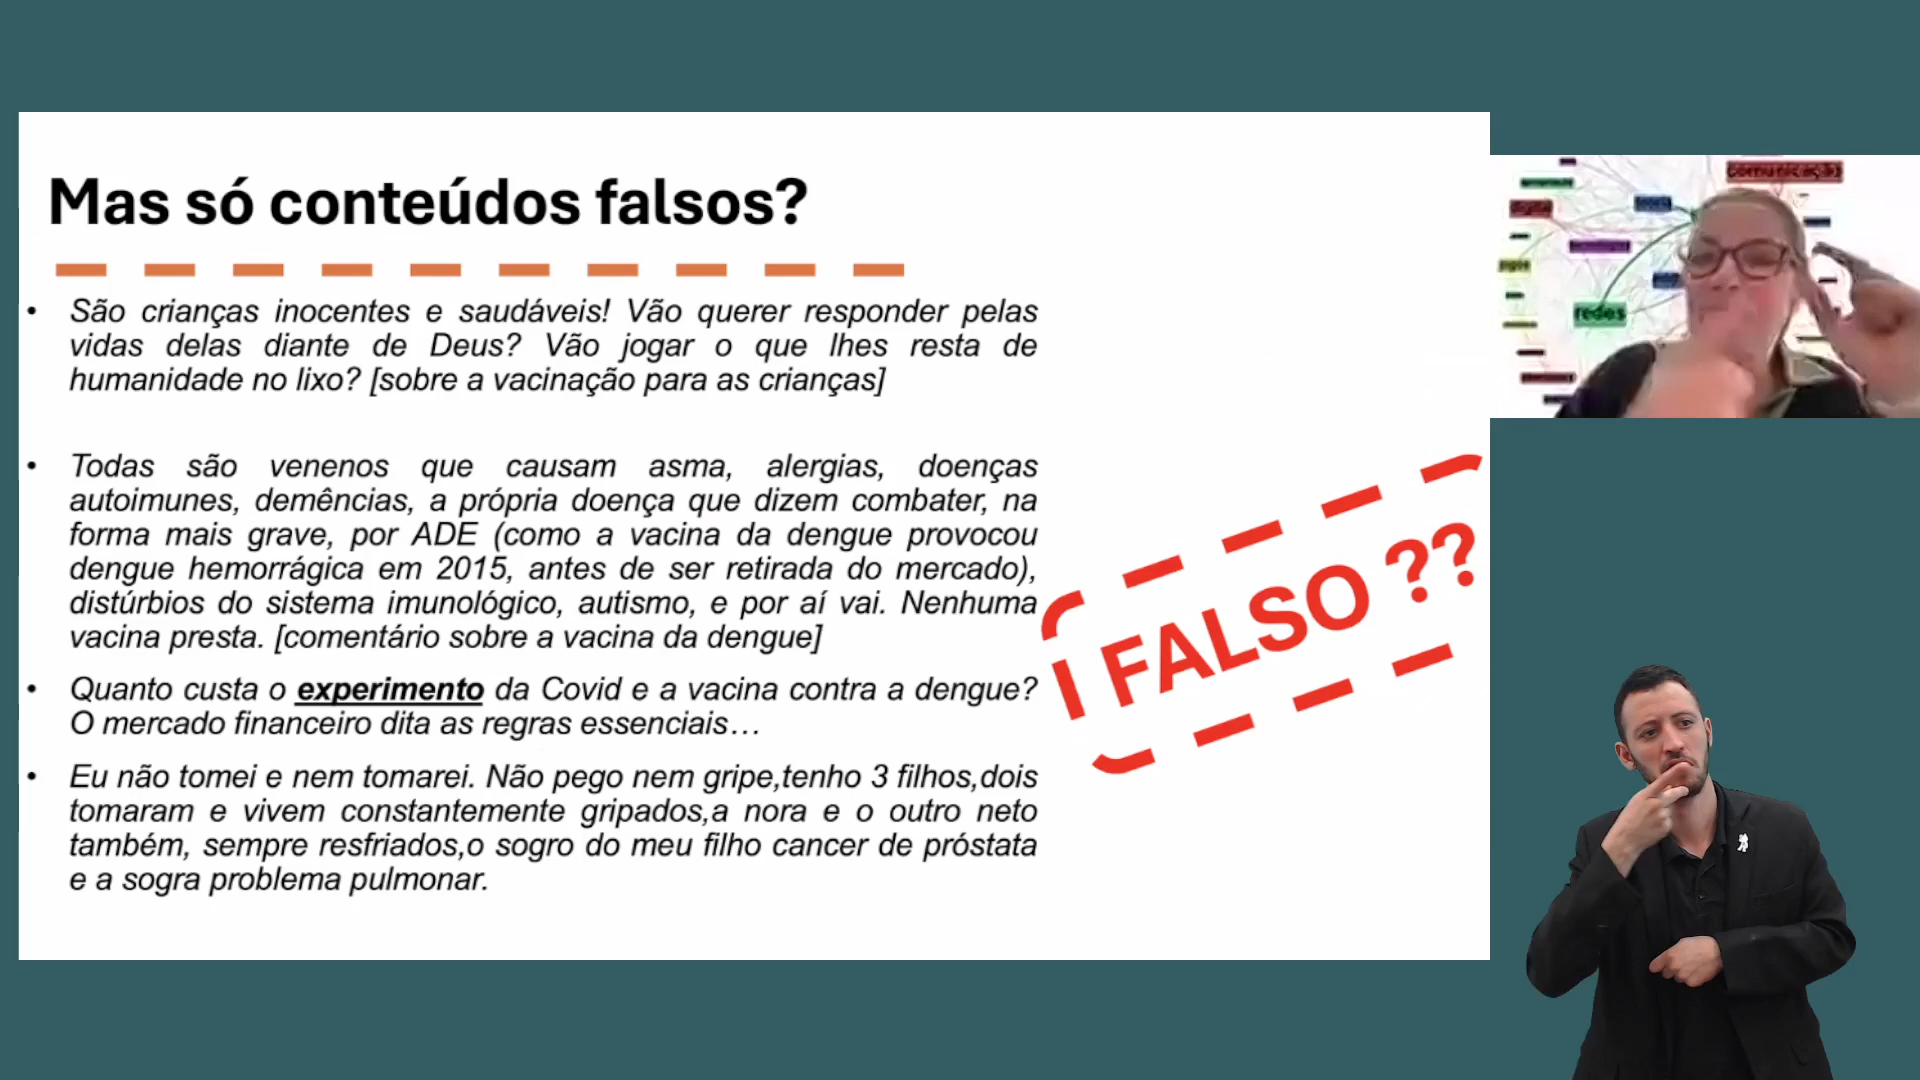 Mas só conteúdos falsos?
• São crianças inocentes e saudáveis! Vão querer responder pelas
vidas delas diante de Deus? Vão jogar o que lhes resta de
humanidade no lixo? [sobre a vacinação para as crianças]
• Todas são venenos que causam asma, alergias, doenças
autoimunes, demências, a própria doença que dizem combater, na
forma mais grave, por ADE (como a vacina da dengue provocou
dengue hemorrágica em 2015, antes de ser retirada do mercado),
distúrbios do sistema imunológico, autismo, e por aí vai. Nenhuma
vacina presta. [comentário sobre a vacina da dengue]
• Quanto custa o experimento da Covid e a vacina contra a dengue?
O mercado financeiro dita as regras essenciais…
• Eu não tomei e nem tomarei. Não pego nem gripe,tenho 3 filhos,dois
tomaram e vivem constantemente gripados,a nora e o outro neto
também, sempre resfriados,o sogro do meu filho cancer de próstata
e a sogra problema pulmonar.
FALSO ??
comunicação
redes